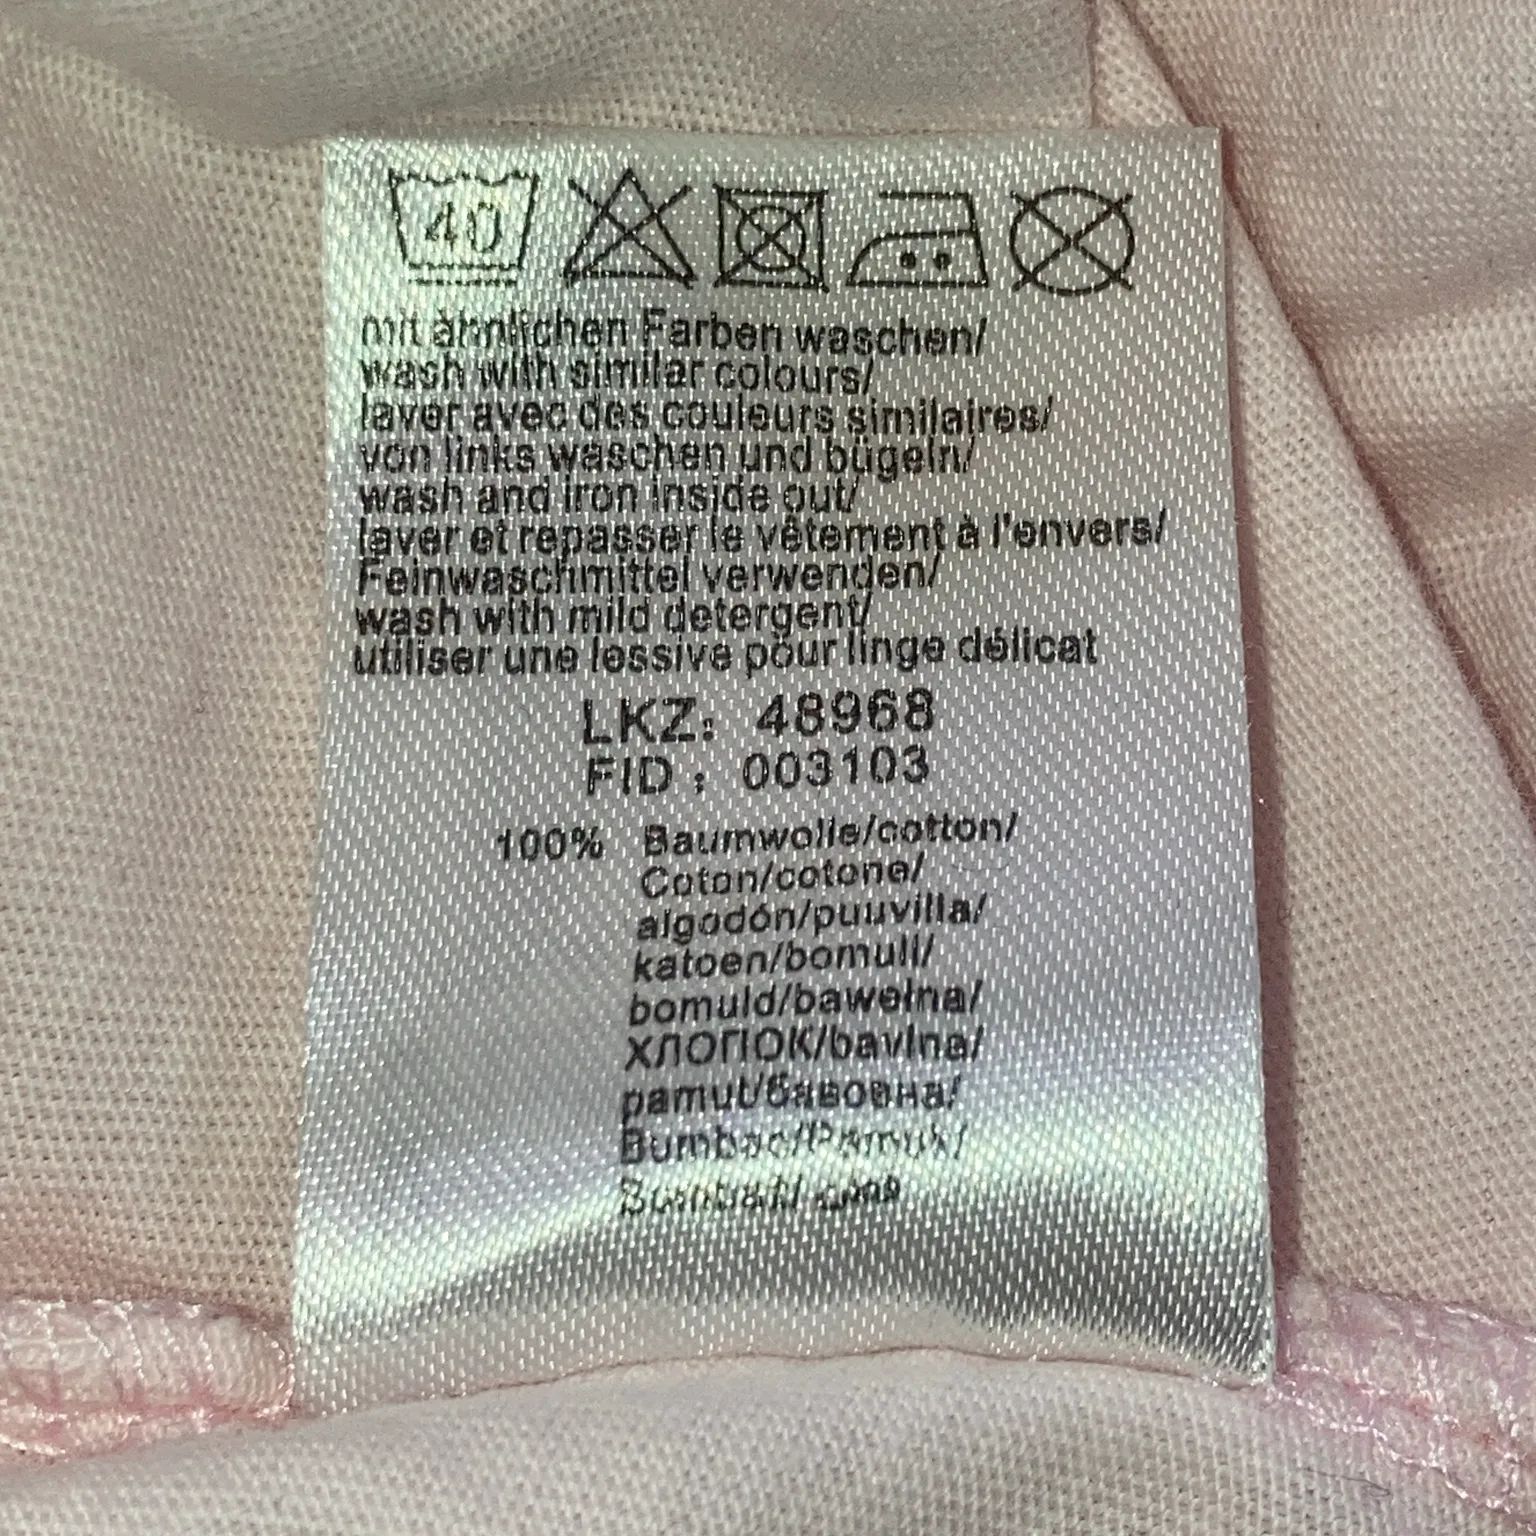 40
mit ähnlichen Farben waschen/
wash with similar colours/
laver avec des couleurs similaires/
von links waschen und bügeln/
wash and iron inside out/
laver et repasser le vêtement à l'envers/
Feinwaschmittel verwenden/
wash with mild detergent/
utiliser une lessive pour linge délicat
LKZ: 48968
FID : 003103
100% Baumwolle/cotton/
Coton/cotone/
algodón/puuvilla/
katoen/bomull/
bomuld/bawełna/
ХЛОПОК/bavlna/
pamut/бавовна/
Bumbac/Pamuk/